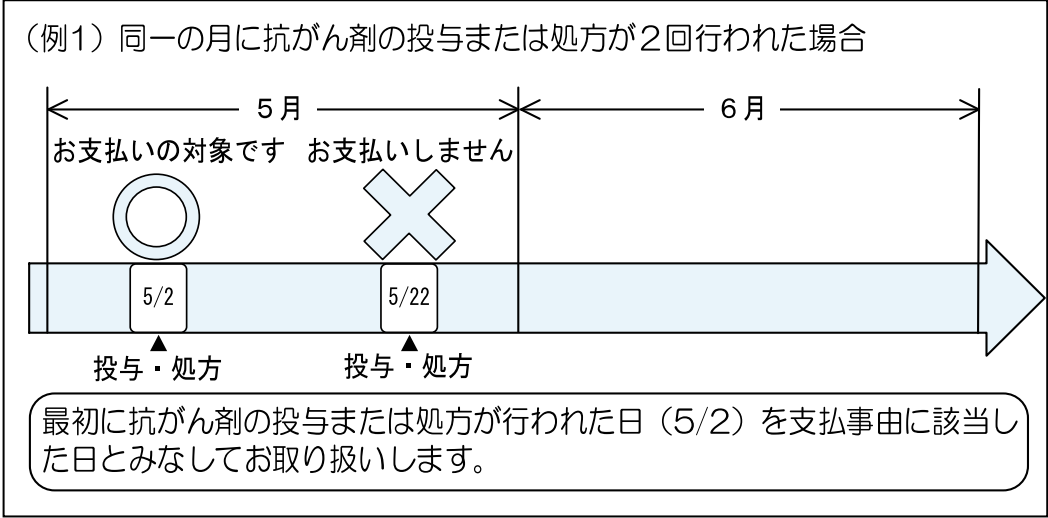 （例1）同一の月に抗がん剤の投与または処方が２回行われた場合
５月
６月
お支払いの対象です
お支払いしません
5/2
5/22
▲
▲
投与・処方
投与・処方
最初に抗がん剤の投与または処方が行われた日（5/2）を支払事由に該当し
た日とみなしてお取り扱いします。